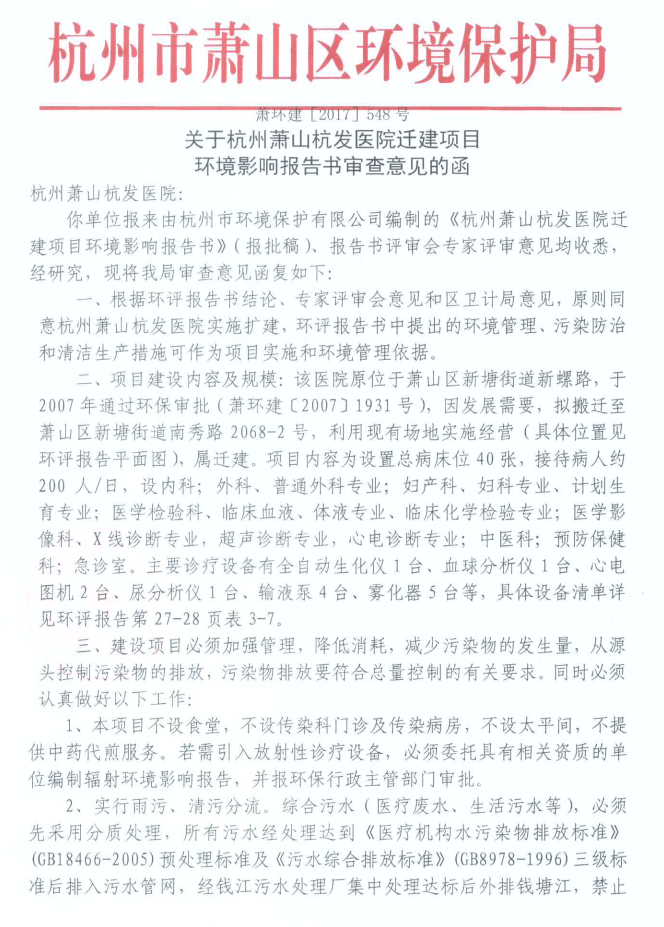 杭州市萧山区环境保护局
萧环建［2017］548 号
关于杭州萧山杭发医院迁建项目
环境影响报告书审查意见的函
杭州萧山杭发医院：
你单位报来由杭州市环境保护有限公司编制的《杭州萧山杭发医院迁
建项目环境影响报告书》（报批稿）、报告书评审会专家评审意见均收悉，
经研究，现将我局审查意见函复如下：
一、根据环评报告书结论、专家评审会意见和区卫计局意见，原则同
意杭州萧山杭发医院实施扩建，环评报告书中提出的环境管理、污染防治
和清洁生产措施可作为项目实施和环境管理依据。
二、项目建设内容及规模：该医院原位于萧山区新塘街道新螺路，于
2007 年通过环保审批（萧环建〔2007〕1931 号），因发展需要，拟搬迁至
萧山区新塘街道南秀路 2068-2 号，利用现有场地实施经营（具体位置见
环评报告平面图），属迁建。项目内容为设置总病床位 40 张，接待病人约
200 人/日，设内科；外科、普通外科专业；妇产科、妇科专业、计划生
育专业；医学检验科、临床血液、体液专业、临床化学检验专业；医学影
像科、X 线诊断专业，超声诊断专业，心电诊断专业；中医科；预防保健
科；急诊室。主要诊疗设备有全自动生化仪 1 台、血球分析仪 1 台、心电
图机 2 台、尿分析仪 1 台、输液泵 4 台、雾化器 5 台等，具体设备清单详
见环评报告第 27-28 页表 3-7。
三、建设项目必须加强管理，降低消耗，减少污染物的发生量，从源
头控制污染物的排放，污染物排放要符合总量控制的有关要求。同时必须
认真做好以下工作：
1、本项目不设食堂，不设传染科门诊及传染病房，不设太平间，不提
供中药代煎服务。若需引入放射性诊疗设备，必须委托具有相关资质的单
位编制辐射环境影响报告，并报环保行政主管部门审批。
2、实行雨污、清污分流。综合污水（医疗废水、生活污水等），必须
先采用分质处理，所有污水经处理达到《医疗机构水污染物排放标准》
(GB18466-2005)预处理标准及《污水综合排放标准》(GB8978-1996)三级标
准后排入污水管网，经钱江污水处理厂集中处理达标后外排钱塘江，禁止